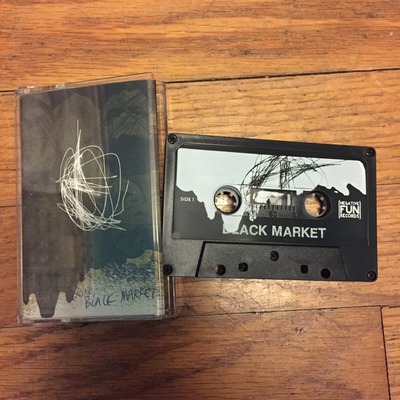 BLACK MARKET
SIDE 1
NEGATIVE
FUN
RECORDS
BLACK MARKET